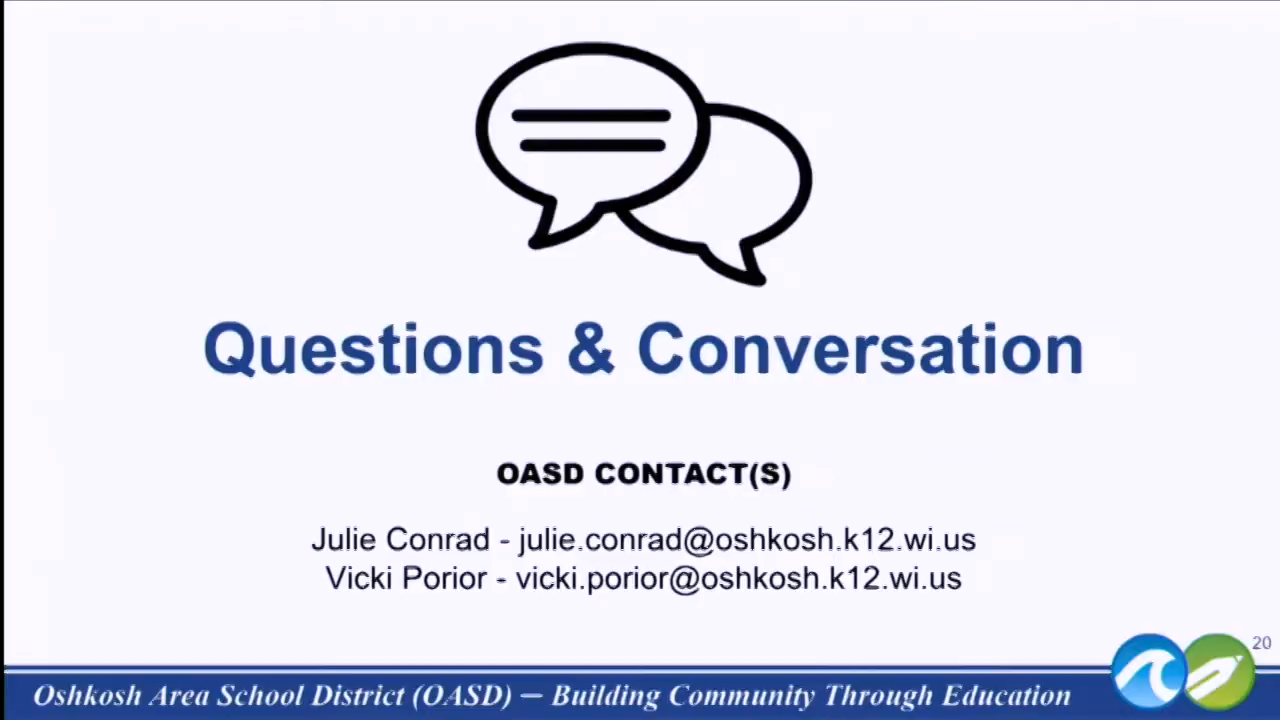 Questions & Conversation
OASD CONTACT(S)
Julie Conrad - julie.conrad@oshkosh.k12.wi.us
Vicki Porior - vicki.porior@oshkosh.k12.wi.us
20
Oshkosh Area School District (OASD) — Building Community Through Education